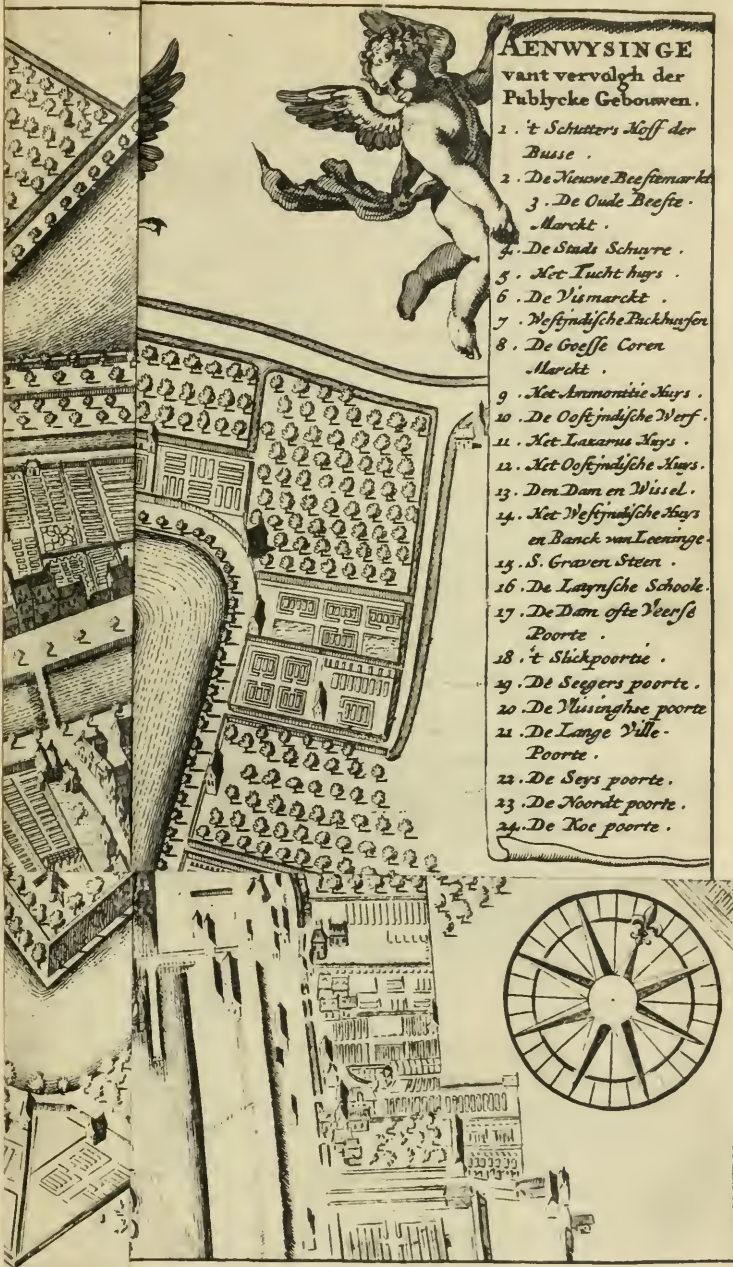 AENWYSINGE
vant vervolgh der
Publycke Gebouwen.
1. 't Schutters Hoff der
Busse.
2. De Nieuwe Beestemarkt
3. De Oude Beeste-
Marckt.
4. De Stads Schuyre.
5. Het Tucht huys.
6. De Vismarckt.
7. Westjndische Packhuysen
8. De Goesse Coren
Marckt.
9. Het Ammonitie Huys.
10. De Oostjndische Werf.
11. Het Lazarus Huys.
12. Het Oostjndische Huys.
13. Den Dam en Wissel.
14. Het Westjndische Huys
en Banck van Leeninge.
15. S. Graven Steen.
16. De Latynsche Schoole.
17. De Dam ofte Veerse
Poorte.
18. 't Slickpoortie.
19. De Seegers poorte.
20. De Vlissinghse poorte
21. De Lange Ville-
Poorte.
22. De Seys poorte.
23. De Noordt poorte.
24. De Koe poorte.